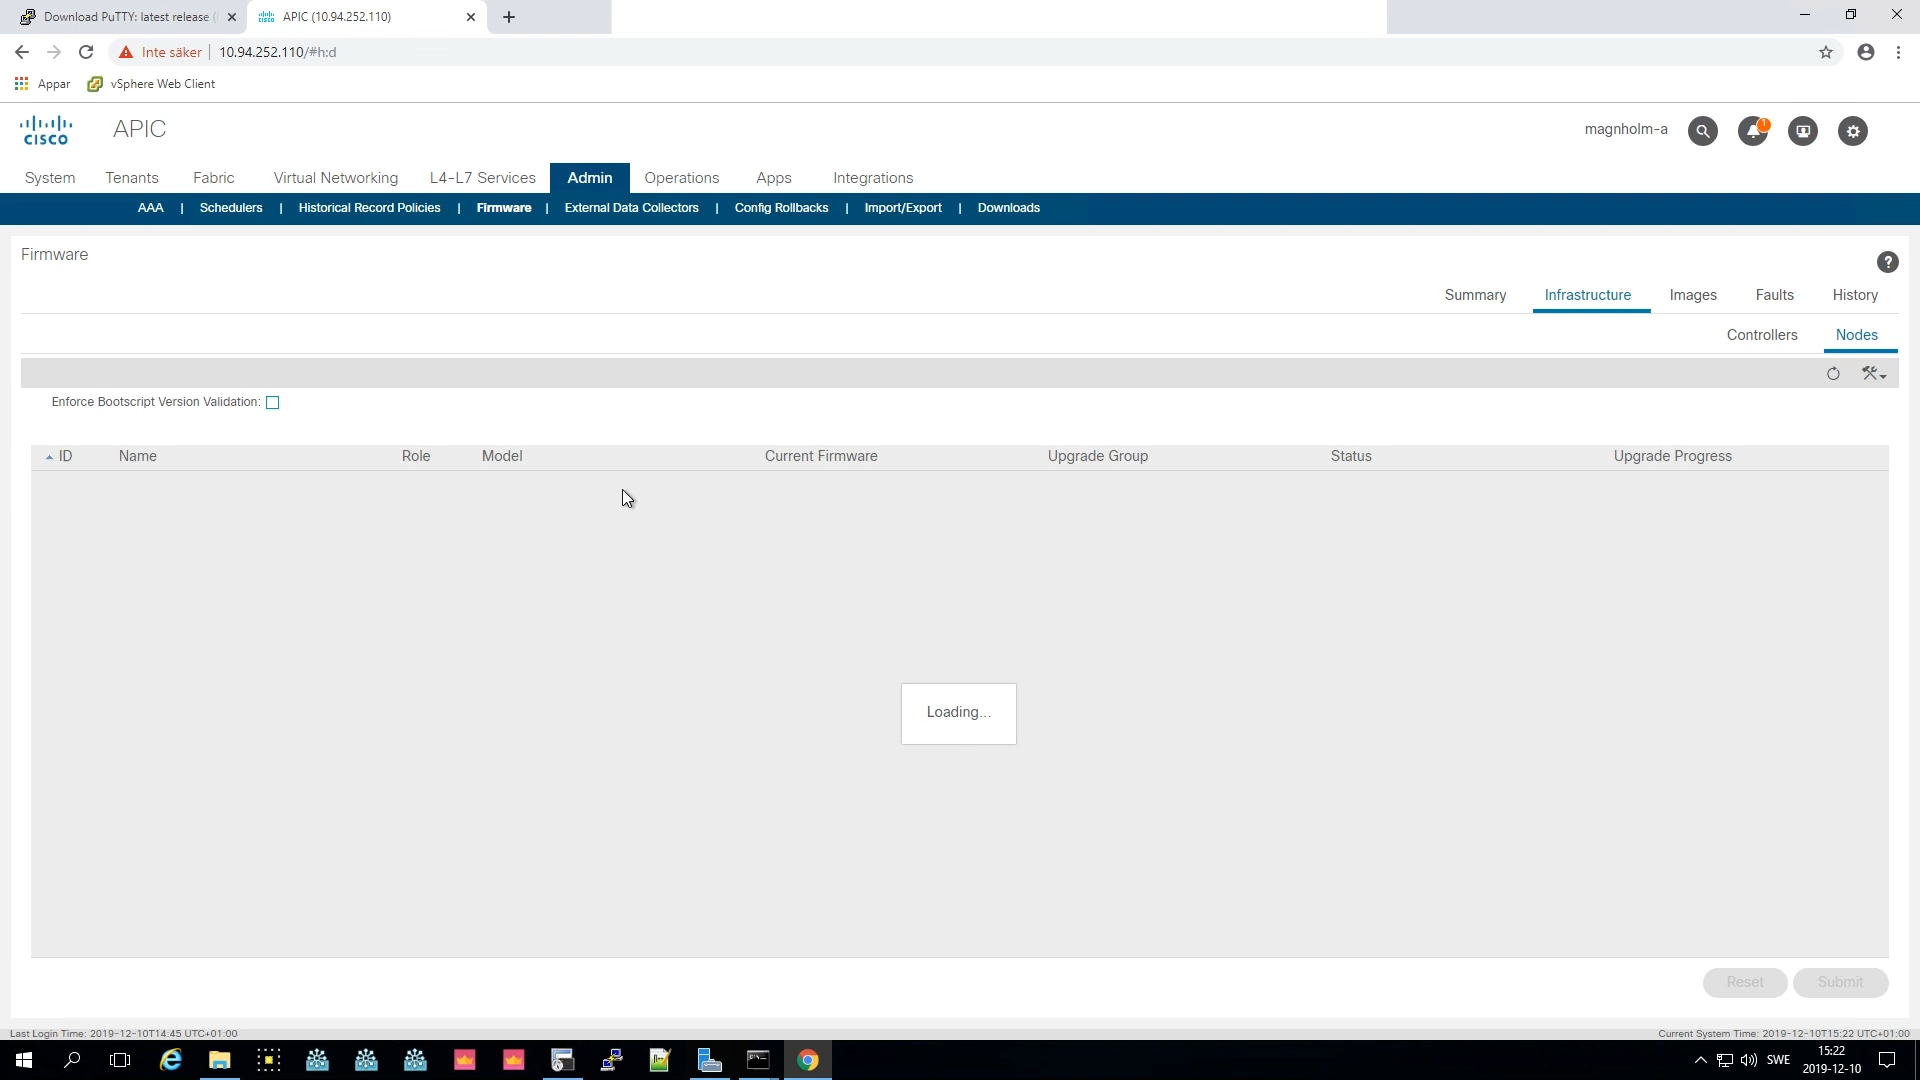 Download PuTTY: latest release (
APIC (10.94.252.110)
Inte säker
10.94.252.110/#h:d
Appar
vSphere Web Client
CISCO
APIC
magnholm-a
1
System
Tenants
Fabric
Virtual Networking
L4-L7 Services
Admin
Operations
Apps
Integrations
AAA | Schedulers | Historical Record Policies | Firmware | External Data Collectors | Config Rollbacks | Import/Export | Downloads
Firmware
?
Summary
Infrastructure
Images
Faults
History
Controllers
Nodes
Enforce Bootscript Version Validation:
ID
Name
Role
Model
Current Firmware
Upgrade Group
Status
Upgrade Progress
Loading...
Reset
Submit
Last Login Time: 2019-12-10T14:45 UTC+01:00
Current System Time: 2019-12-10T15:22 UTC+01:00
SWE
15:22
2019-12-10